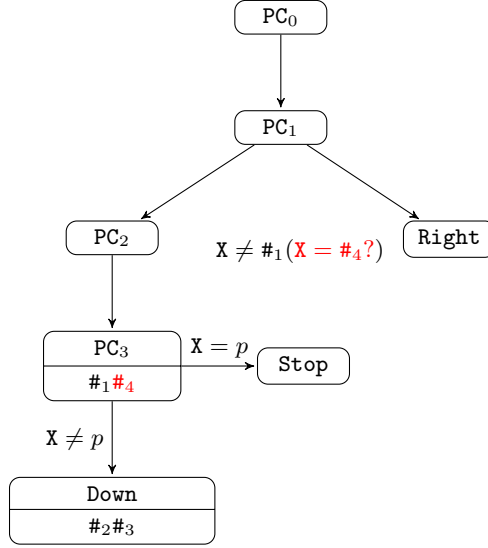 PC₀
PC₁
PC₂
Right
X ≠ #₁(X = #₄?)
PC₃
X = p
Stop
#₁#₄
X ≠ p
Down
#₂#₃